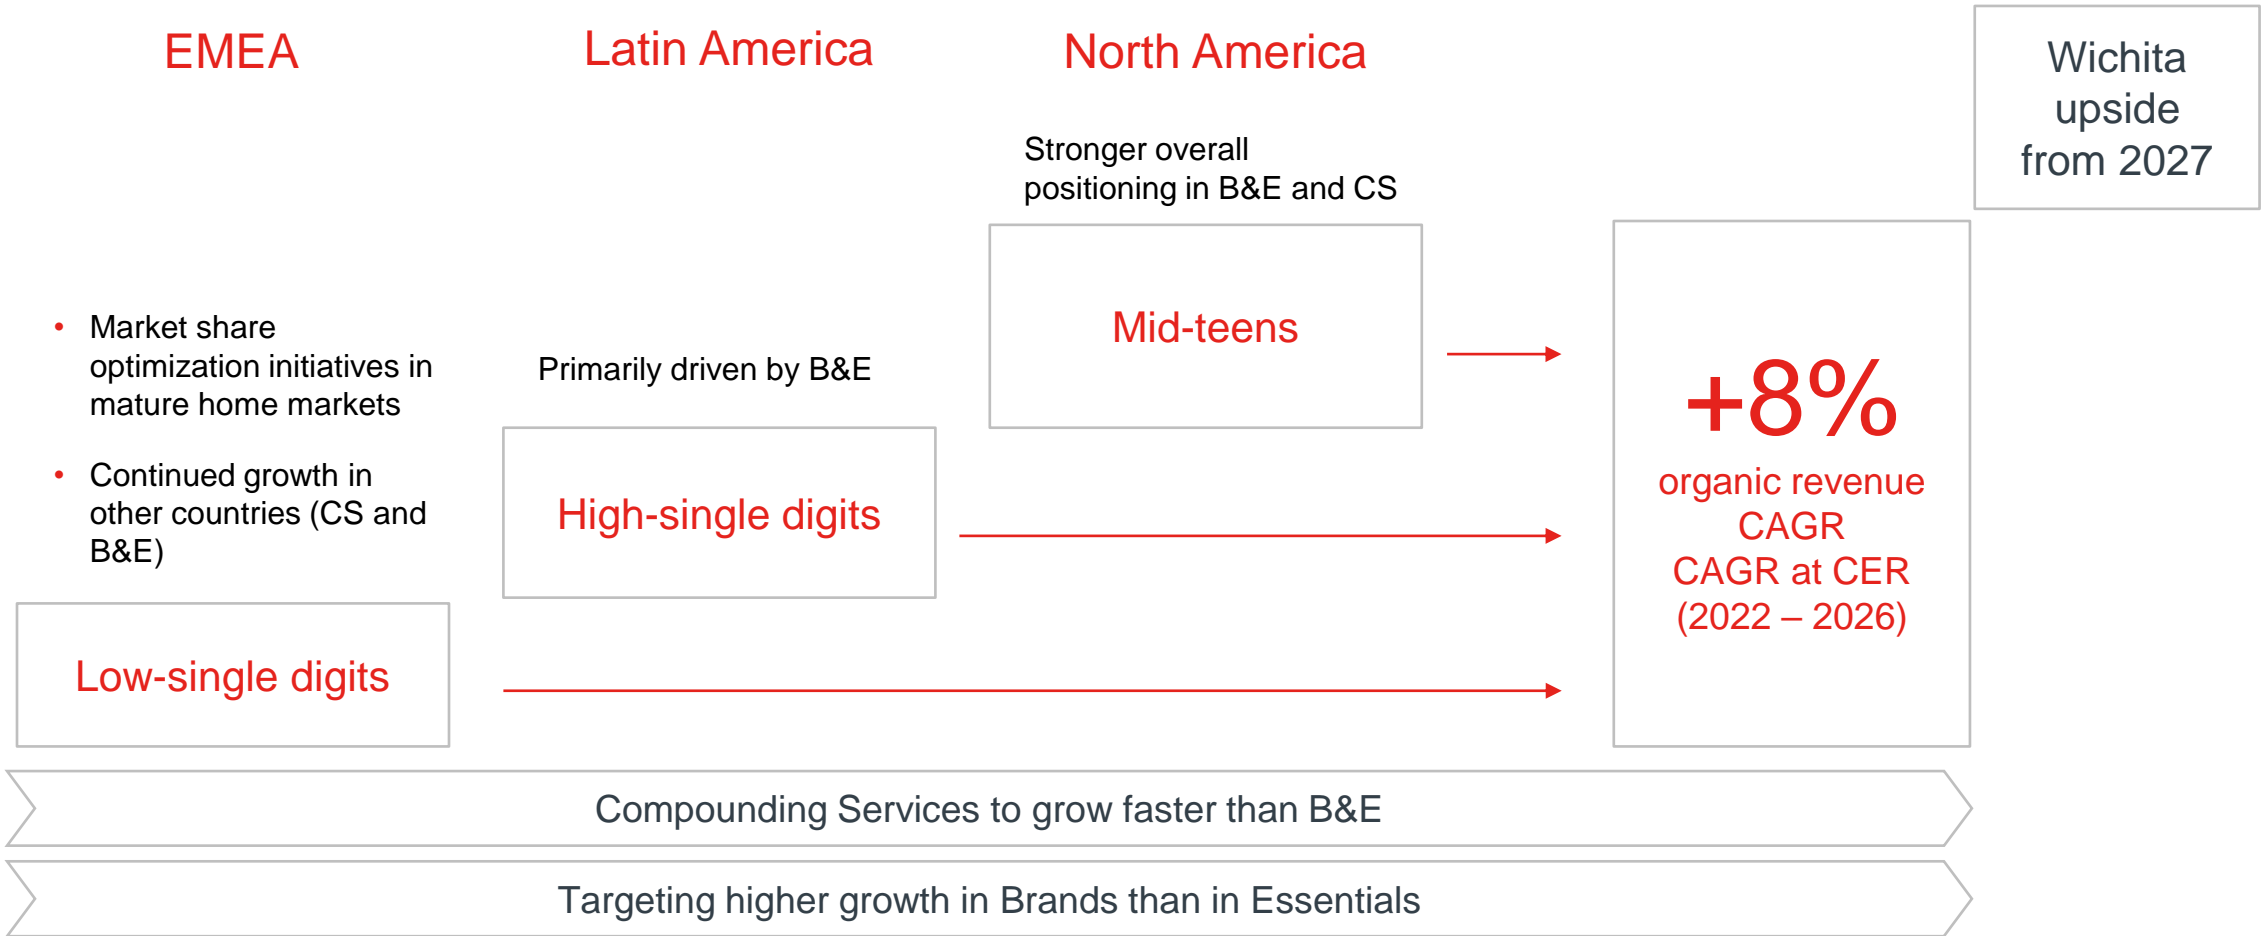 EMEA
Latin America
North America
Wichita
upside
from 2027
Stronger overall
positioning in B&E and CS
• Market share
optimization initiatives in
mature home markets
• Continued growth in
other countries (CS and
B&E)
Primarily driven by B&E
Mid-teens
High-single digits
Low-single digits
+8%
organic revenue
CAGR
CAGR at CER
(2022 – 2026)
Compounding Services to grow faster than B&E
Targeting higher growth in Brands than in Essentials